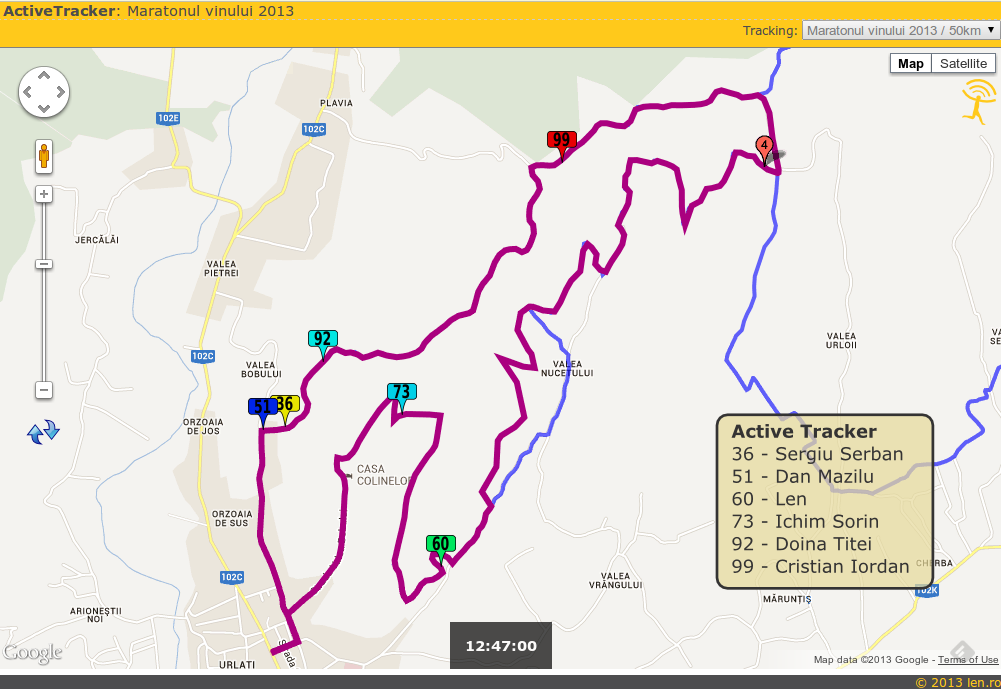 ActiveTracker: Maratonul vinului 2013
Tracking: Maratonul vinului 2013 / 50km
Map Satellite
PLAVIA
102E
102C
99
4
JERCĂLĂI
VALEA
PIETREI
92
VALEA
URLOII
102C
VALEA
BOBULUI
VALEA
NUCETULUI
73
51
36
ORZOAIA
DE JOS
Active Tracker
36 - Sergiu Serban
51 - Dan Mazilu
60 - Len
73 - Ichim Sorin
92 - Doina Titei
99 - Cristian Iordan
CASA
COLINELOR
ORZOAIA
DE SUS
60
CHERBA
102C
VALEA
VRÂNGULUI
102K
MĂRUNȚIȘ
ARIONEȘTII
NOI
12:47:00
Google
URLATI
Map data ©2013 Google - Terms of Use
© 2013 len.ro